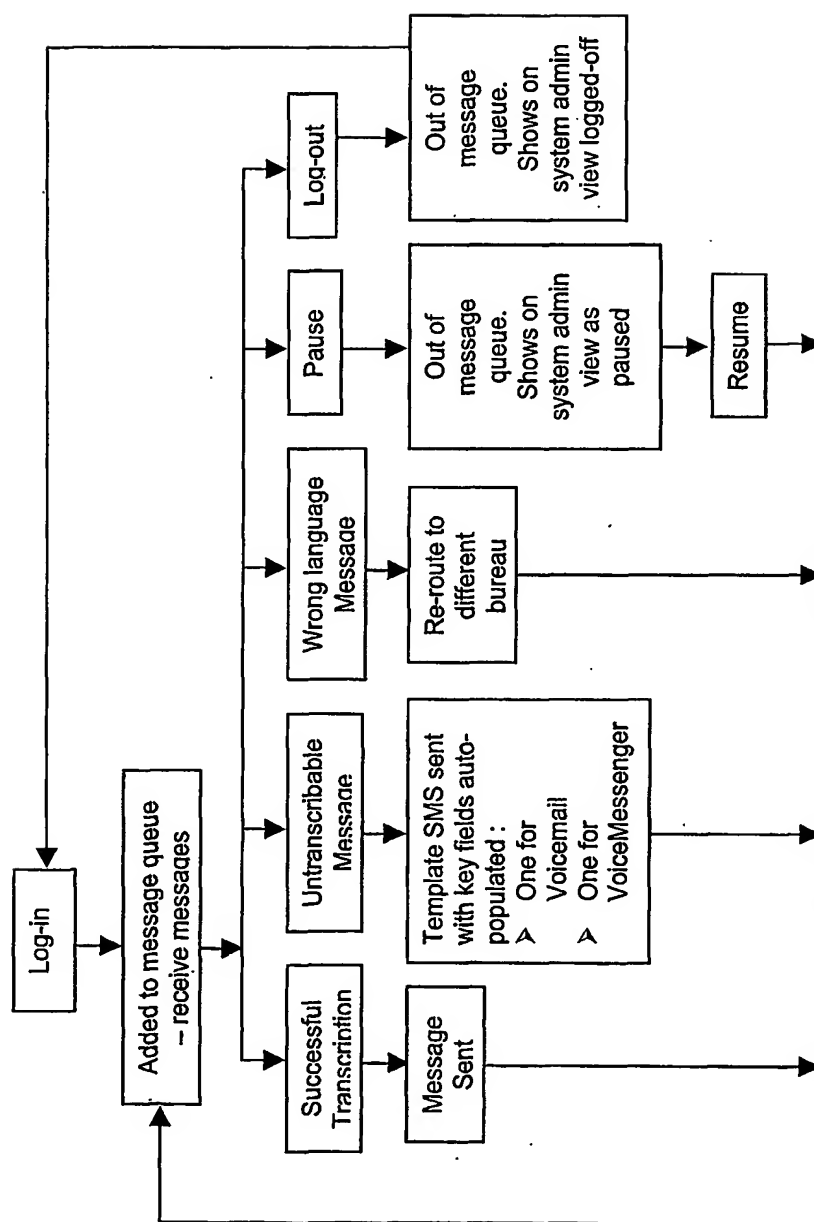 Log-in
Added to message queue
– receive messages
Successful
Transcription
Untranscribable
Message
Wrong language
Message
Pause
Log-out
Message
Sent
Template SMS sent
with key fields auto-
populated :
➢ One for
Voicemail
➢ One for
VoiceMessenger
Re-route to
different
bureau
Out of
message
queue.
Shows on
system admin
view as
paused
Out of
message
queue.
Shows on
system admin
view logged-off
Resume